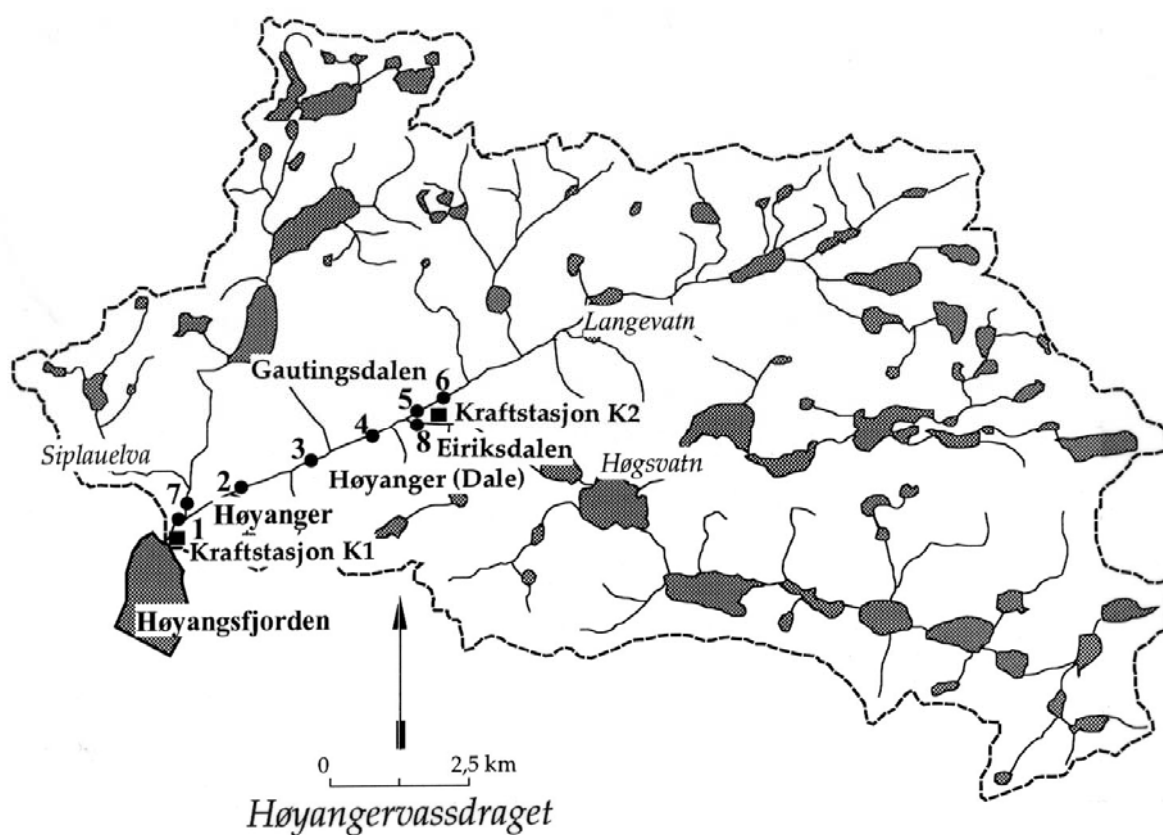 Langevatn
Gautingsdalen
6
5
Kraftstasjon K2
4
8
Eiriksdalen
3
Siplauelva
Høyanger (Dale)
Høgsvatn
2
7
Høyanger
1
Kraftstasjon K1
Høyangsfjorden
0 2,5 km
Høyangervassdraget